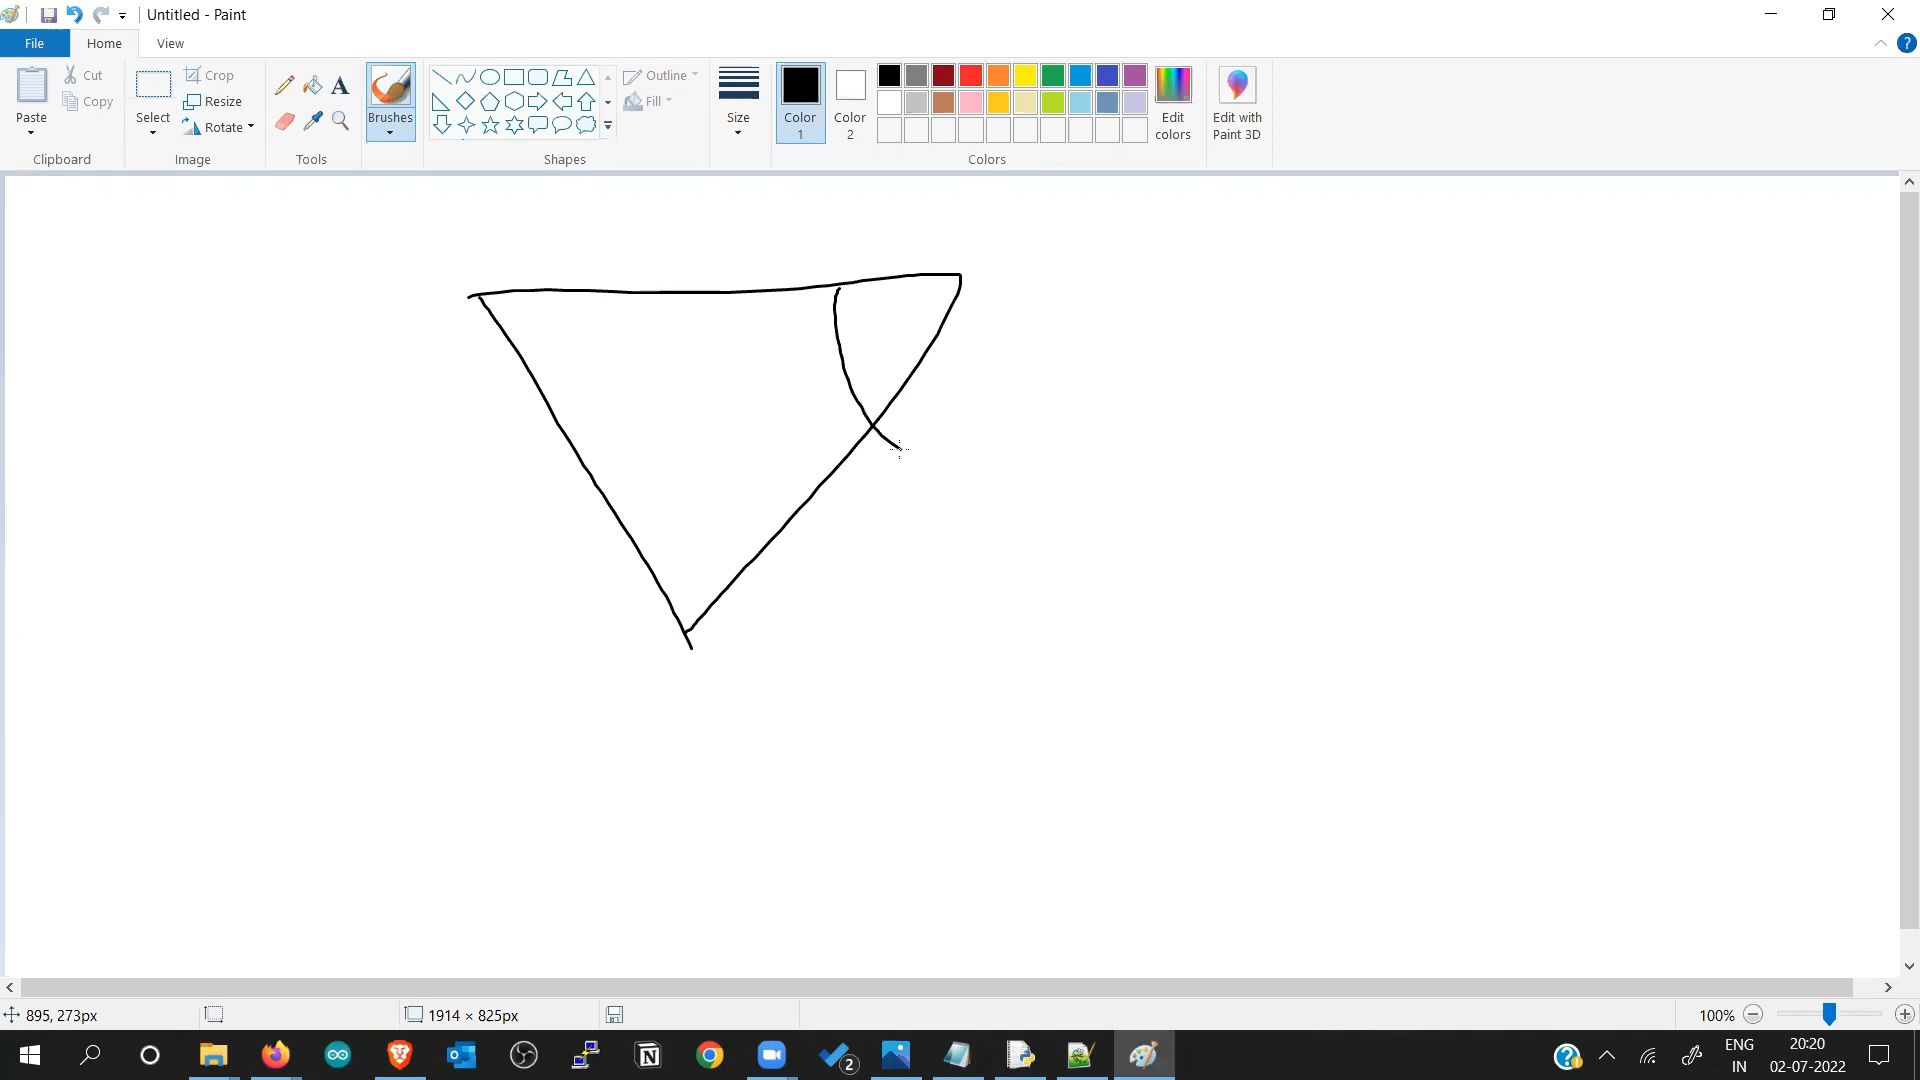 Untitled - Paint
File Home View
Paste
Cut
Copy
Clipboard
Select
Crop
Resize
Rotate
Image
A
Tools
Brushes
Outline
Fill
Shapes
Size
Color 1
Color 2
Edit colors
Colors
Edit with Paint 3D
895, 273px
1914 × 825px
100%
2
ENG
IN
20:20
02-07-2022